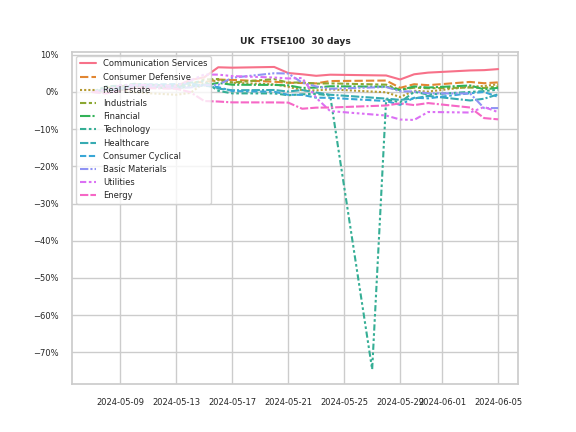 UK FTSE100 30 days
10%
0%
−10%
−20%
−30%
−40%
−50%
−60%
−70%
Communication Services
Consumer Defensive
Real Estate
Industrials
Financial
Technology
Healthcare
Consumer Cyclical
Basic Materials
Utilities
Energy
2024-05-09
2024-05-13
2024-05-17
2024-05-21
2024-05-25
2024-05-29
2024-06-01
2024-06-05